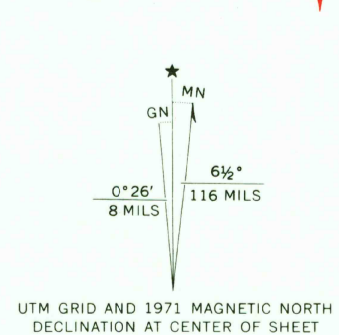 ★
MN
GN
6½°
0°26'
116 MILS
8 MILS
UTM GRID AND 1971 MAGNETIC NORTH
DECLINATION AT CENTER OF SHEET